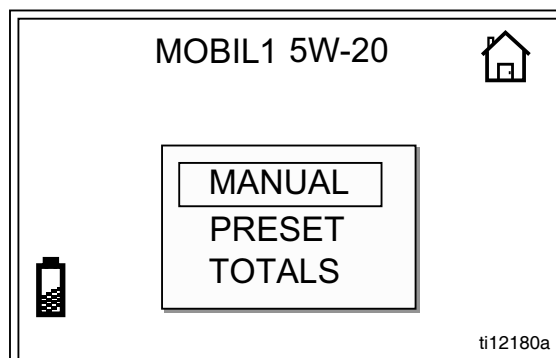 MOBIL1 5W-20
MANUAL
PRESET
TOTALS
ti12180a